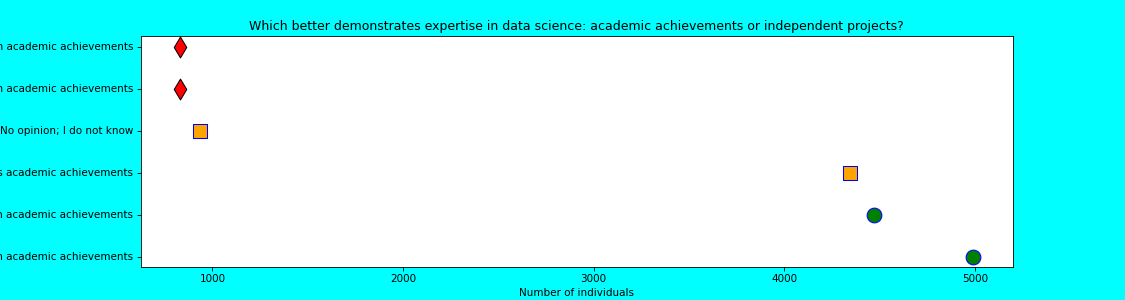 Which better demonstrates expertise in data science: academic achievements or independent projects?
academic achievements
academic achievements
No opinion; I do not know
academic achievements
academic achievements
academic achievements
1000 2000 3000 4000 5000
Number of individuals